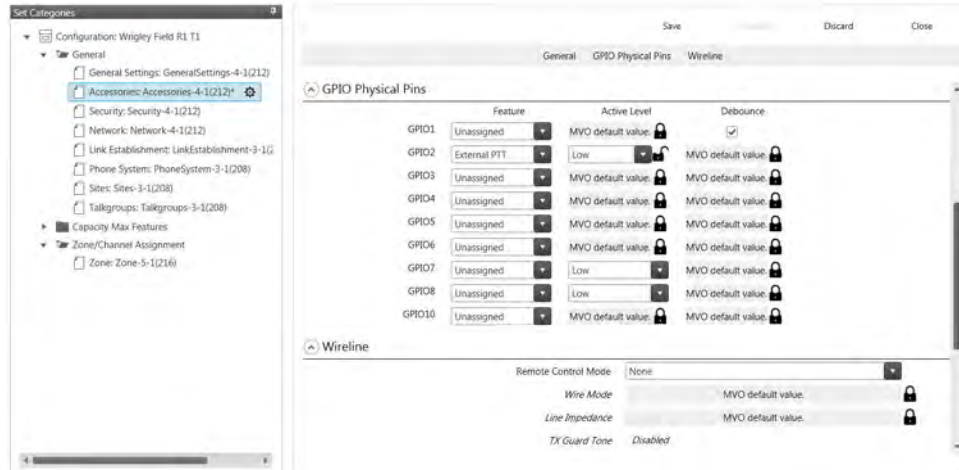 Set Categories
Configuration: Wrigley Field R1 T1
General
General Settings: GeneralSettings-4-1(212)
Accessories: Accessories-4-1(212)*
Security: Security-4-1(212)
Network: Network-4-1(212)
Link Establishment: LinkEstablishment-3-1(2
Phone System: PhoneSystem-3-1(208)
Sites: Sites-3-1(208)
Talkgroups: Talkgroups-3-1(208)
Capacity Max Features
Zone/Channel Assignment
Zone: Zone-5-1(216)
Save Discard Close
General GPIO Physical Pins Wireline
GPIO Physical Pins
Feature Active Level Debounce
GPIO1 Unassigned MVO default value.
GPIO2 External PTT Low MVO default value.
GPIO3 Unassigned MVO default value. MVO default value.
GPIO4 Unassigned MVO default value. MVO default value.
GPIO5 Unassigned MVO default value. MVO default value.
GPIO6 Unassigned MVO default value. MVO default value.
GPIO7 Unassigned Low MVO default value.
GPIO8 Unassigned Low MVO default value.
GPIO10 Unassigned MVO default value. MVO default value.
Wireline
Remote Control Mode None
Wire Mode MVO default value.
Line Impedance MVO default value.
TX Guard Tone Disabled